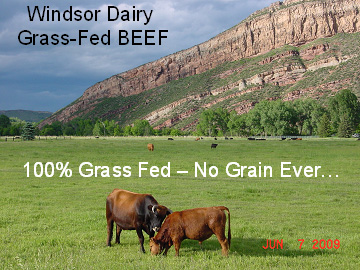 Windsor Dairy
Grass-Fed BEEF
100% Grass Fed – No Grain Ever…
JUN 7 2009